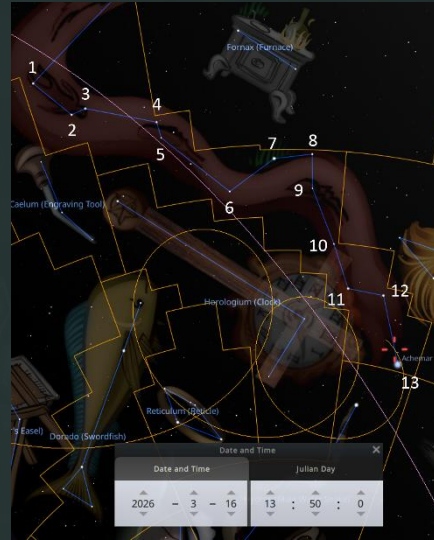 Fornax (Furnace)
1
3
2
4
5
7
8
9
6
Caelum (Engraving Tool)
10
Horologium (Clock)
11
12
Achernar
13
Reticulum (Reticle)
's Easel)
Dorado (Swordfish)
Date and Time
Date and Time
Julian Day
2026 - 3 - 16
13 : 50 : 0